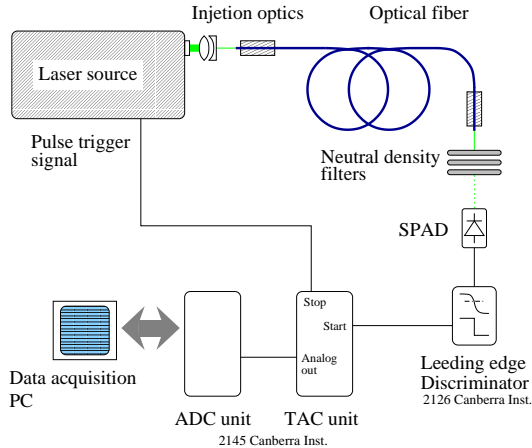 Injetion optics
Optical fiber
Laser source
Pulse trigger
signal
Neutral density
filters
SPAD
Stop
Start
Analog
out
Leeding edge
Discriminator
2126 Canberra Inst.
Data acquisition
PC
ADC unit
TAC unit
2145 Canberra Inst.